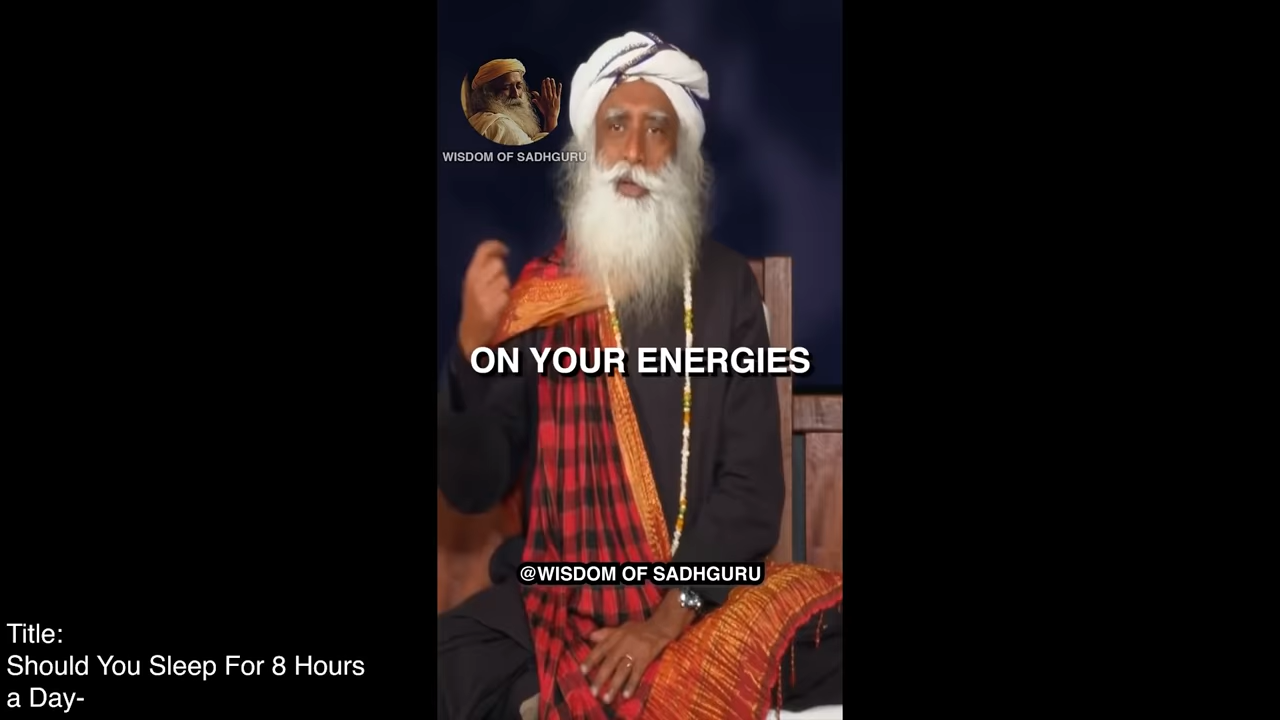 WISDOM OF SADHGURU
ON YOUR ENERGIES
@WISDOM OF SADHGURU
Title:
Should You Sleep For 8 Hours
a Day-